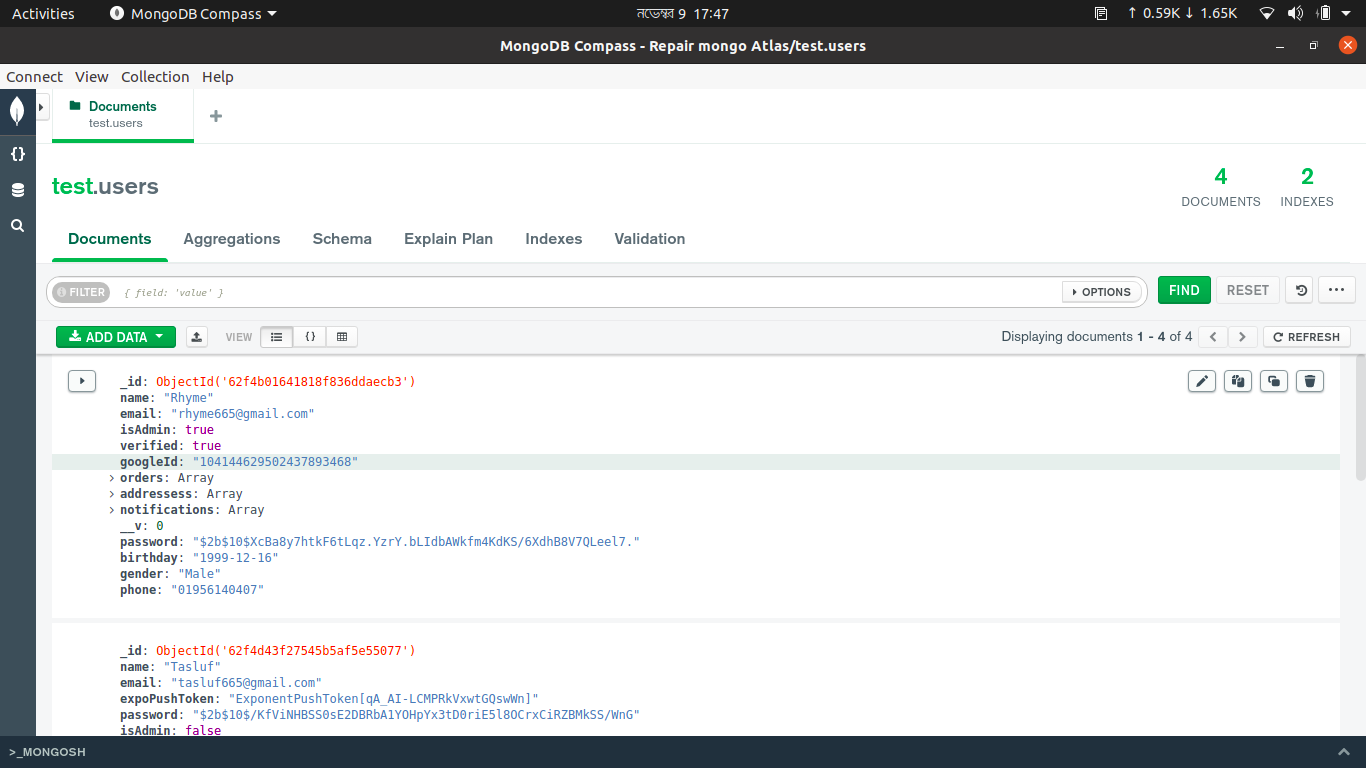 Activities MongoDB Compass নভেম্বর 9 17:47 ↑ 0.59K ↓ 1.65K
MongoDB Compass - Repair mongo Atlas/test.users
Connect View Collection Help
Documents
test.users
test.users
4 2
DOCUMENTS INDEXES
Documents Aggregations Schema Explain Plan Indexes Validation
FILTER { field: 'value' } OPTIONS FIND RESET
ADD DATA VIEW {} Displaying documents 1 - 4 of 4 REFRESH
_id: ObjectId('62f4b01641818f836ddaecb3')
name: "Rhyme"
email: "rhyme665@gmail.com"
isAdmin: true
verified: true
googleId: "104144629502437893468"
orders: Array
addressess: Array
notifications: Array
__v: 0
password: "$2b$10$XcBa8y7htkF6tLqz.YzrY.bLIdbAWkfm4KdKS/6XdhB8V7QLeel7."
birthday: "1999-12-16"
gender: "Male"
phone: "01956140407"
_id: ObjectId('62f4d43f27545b5af5e55077')
name: "Tasluf"
email: "tasluf665@gmail.com"
expoPushToken: "ExponentPushToken[qA_AI-LCMPRkVxwtGQswWn]"
password: "$2b$10$/KfViNHBSS0sE2DBRbA1YOHpYx3tD0riE5l8OCrxCiRZBMkSS/WnG"
isAdmin: false
>_MONGOSH